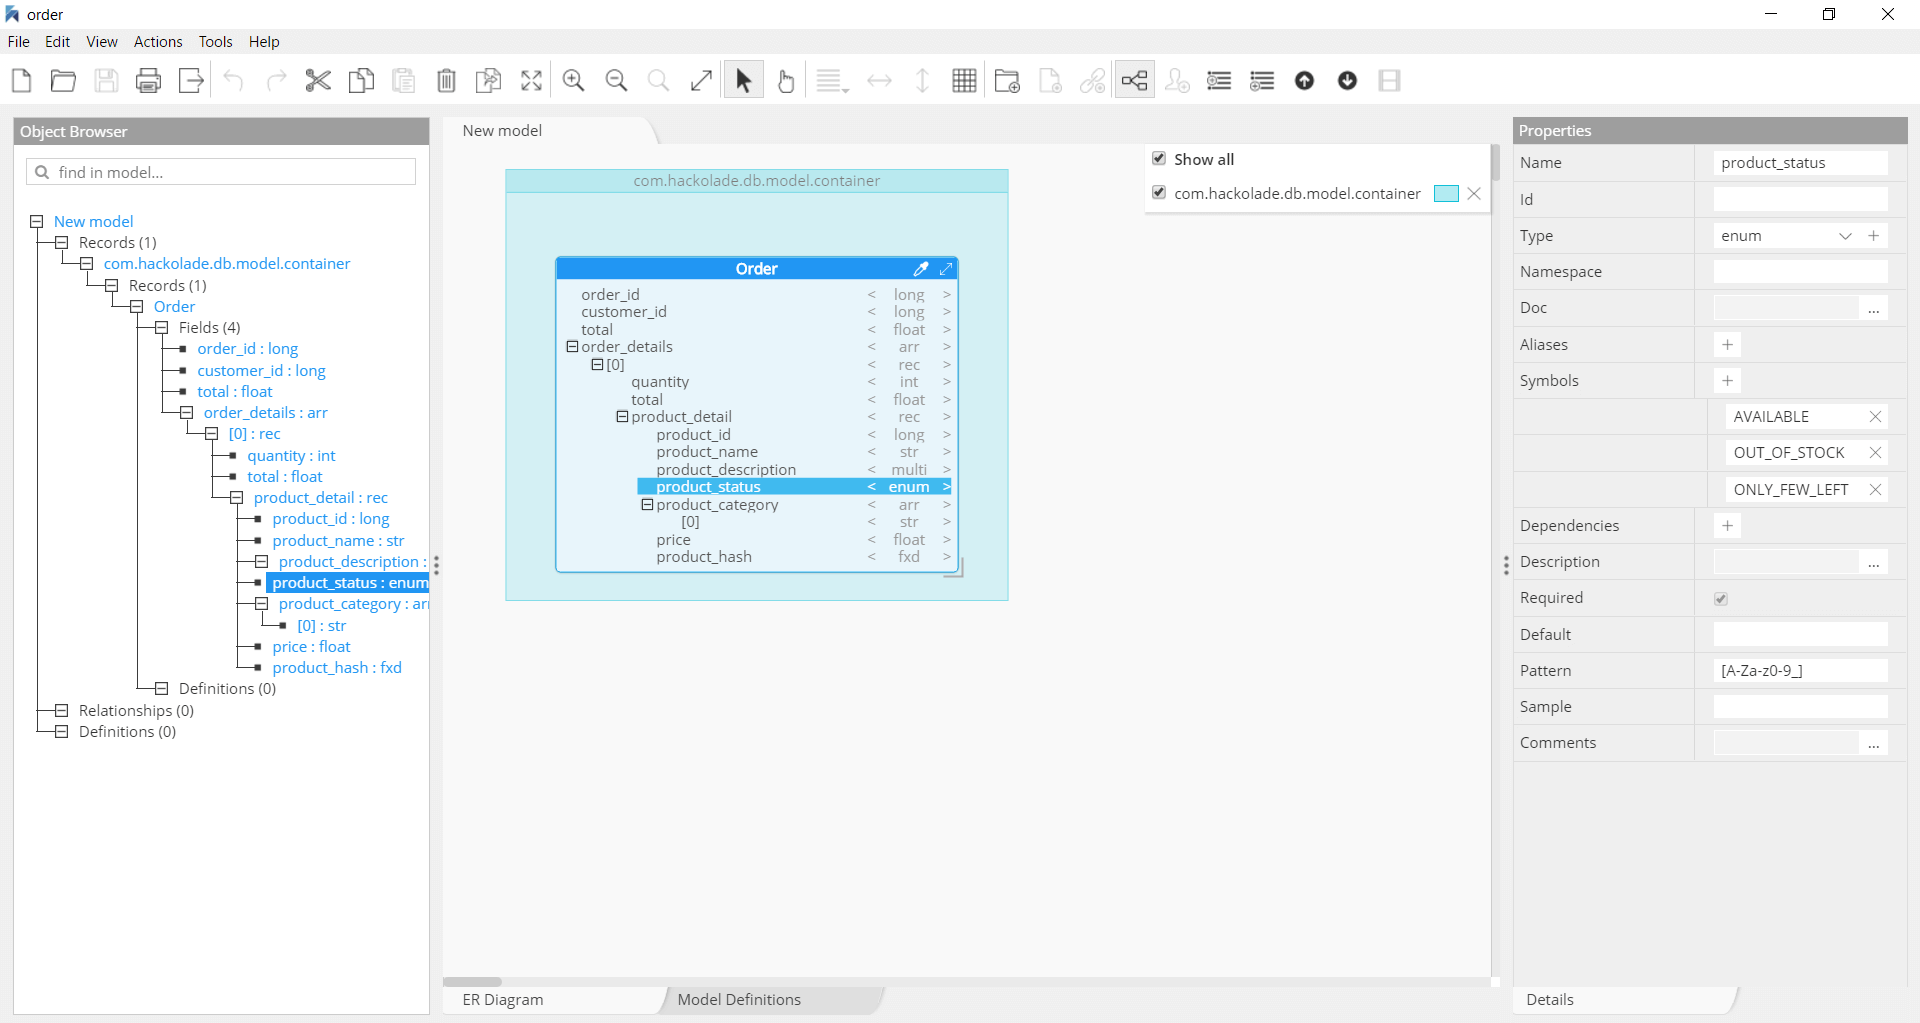 order
File Edit View Actions Tools Help
Object Browser
find in model...
New model
Records (1)
com.hackolade.db.model.container
Records (1)
Order
Fields (4)
order_id : long
customer_id : long
total : float
order_details : arr
[0] : rec
quantity : int
total : float
product_detail : rec
product_id : long
product_name : str
product_description :
product_status : enum
product_category : arr
[0] : str
price : float
product_hash : fxd
Definitions (0)
Relationships (0)
Definitions (0)
New model
com.hackolade.db.model.container
Order
order_id < long >
customer_id < long >
total < float >
order_details < arr >
[0] < rec >
quantity < int >
total < float >
product_detail < rec >
product_id < long >
product_name < str >
product_description < multi >
product_status < enum >
product_category < arr >
[0] < str >
price < float >
product_hash < fxd >
Show all
com.hackolade.db.model.container
ER Diagram Model Definitions
Properties
Name product_status
Id
Type enum
Namespace
Doc ...
Aliases +
Symbols +
AVAILABLE
OUT_OF_STOCK
ONLY_FEW_LEFT
Dependencies +
Description ...
Required
Default
Pattern [A-Za-z0-9_]
Sample
Comments ...
Details